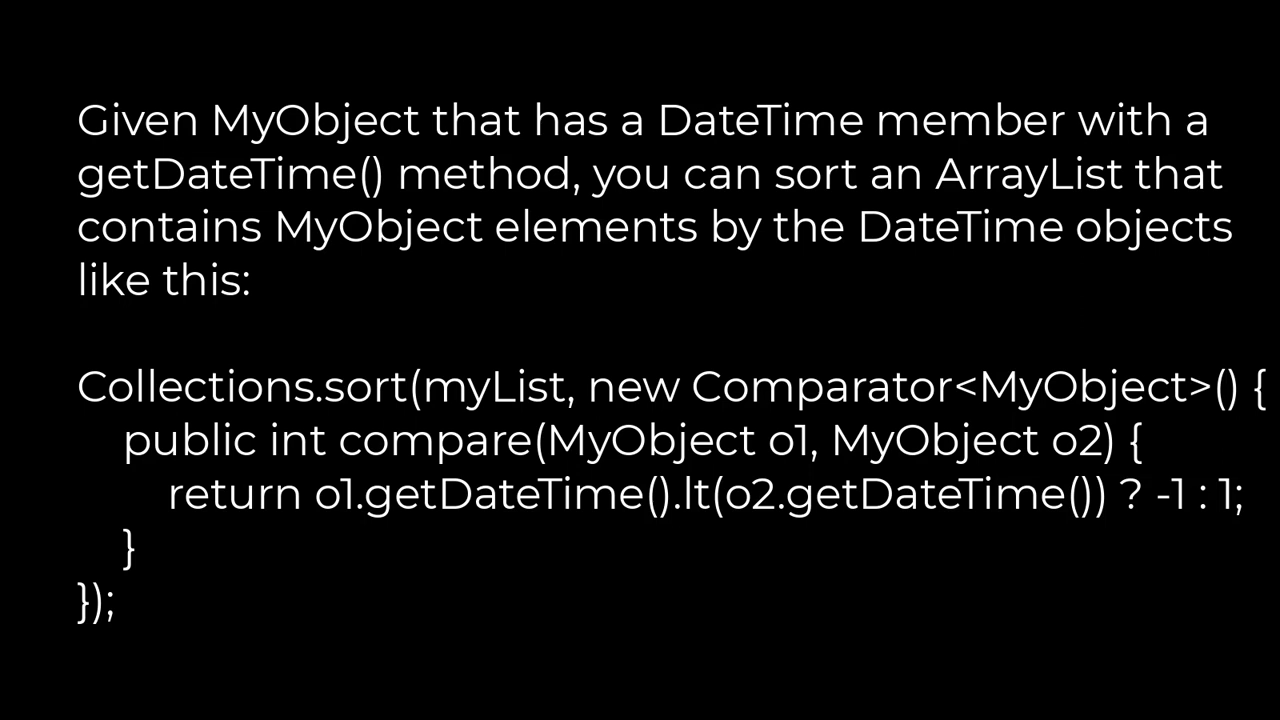 Given MyObject that has a DateTime member with a
getDateTime() method, you can sort an ArrayList that
contains MyObject elements by the DateTime objects
like this:
Collections.sort(myList, new Comparator<MyObject>() {
public int compare(MyObject o1, MyObject o2) {
return o1.getDateTime().lt(o2.getDateTime()) ? -1 : 1;
}
});